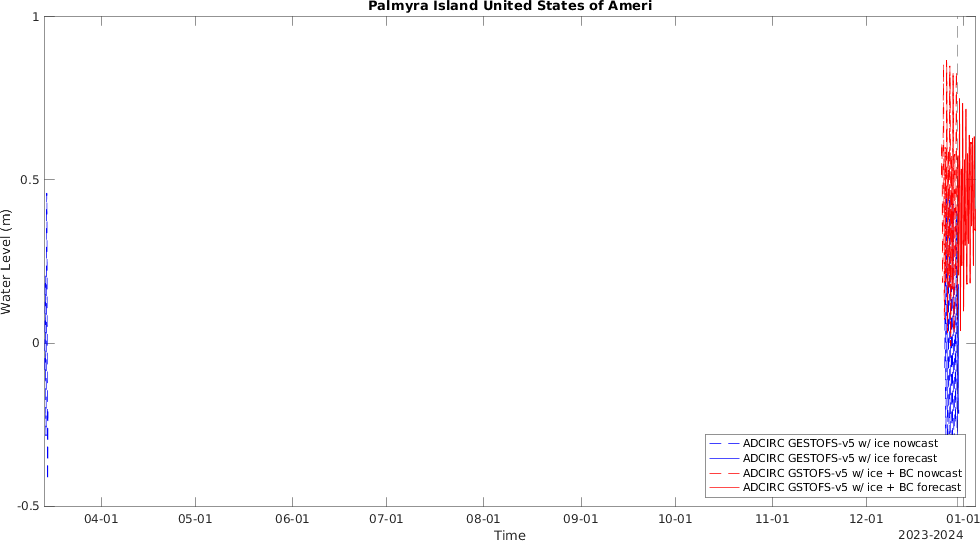 Palmyra Island United States of Ameri
1
0.5
0
-0.5
Water Level (m)
04-01 05-01 06-01 07-01 08-01 09-01 10-01 11-01 12-01 01-01
Time
2023-2024
ADCIRC GESTOFS-v5 w/ ice nowcast
ADCIRC GESTOFS-v5 w/ ice forecast
ADCIRC GSTOFS-v5 w/ ice + BC nowcast
ADCIRC GSTOFS-v5 w/ ice + BC forecast